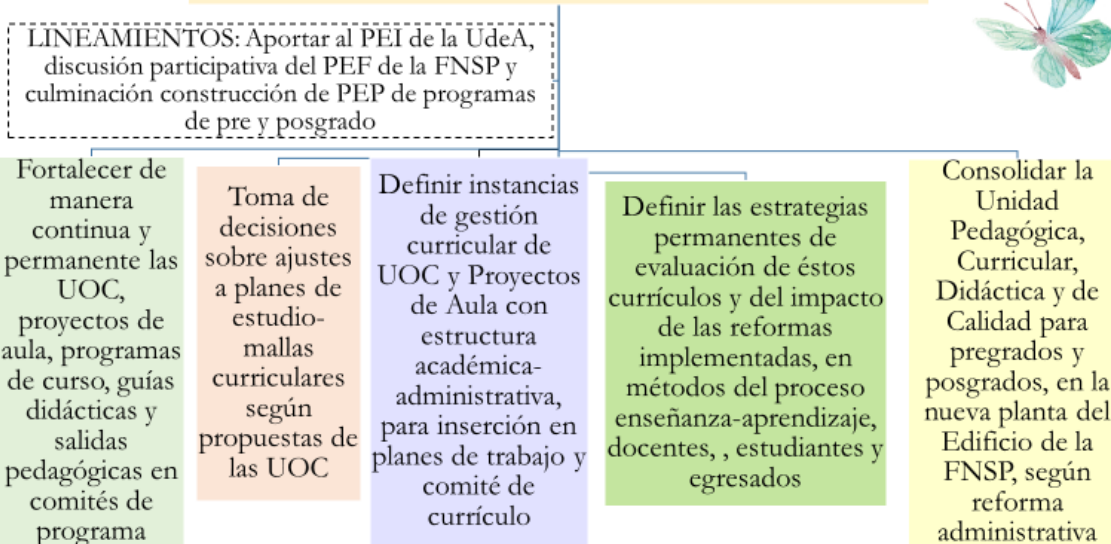 LINEAMIENTOS: Aportar al PEI de la UdeA,
discusión participativa del PEF de la FNSP y
culminación construcción de PEP de programas
de pre y posgrado
Fortalecer de
manera
continua y
permanente las
UOC,
proyectos de
aula, programas
de curso, guías
didácticas y
salidas
pedagógicas en
comités de
programa
Toma de
decisiones
sobre ajustes
a planes de
estudio-
mallas
curriculares
según
propuestas de
las UOC
Definir instancias
de gestión
curricular de
UOC y Proyectos
de Aula con
estructura
académica-
administrativa,
para inserción en
planes de trabajo y
comité de
currículo
Definir las estrategias
permanentes de
evaluación de éstos
currículos y del impacto
de las reformas
implementadas, en
métodos del proceso
enseñanza-aprendizaje,
docentes, , estudiantes y
egresados
Consolidar la
Unidad
Pedagógica,
Curricular,
Didáctica y de
Calidad para
pregrados y
posgrados, en la
nueva planta del
Edificio de la
FNSP, según
reforma
administrativa